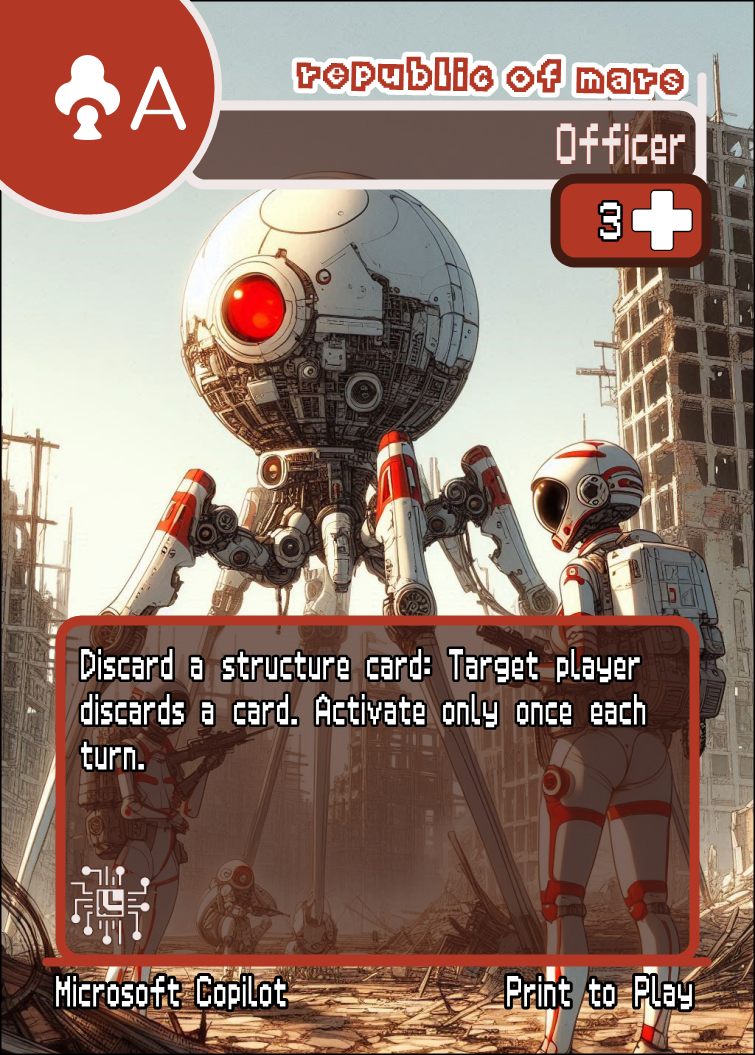 A
republic of mars
Officer
3
Discard a structure card: Target player
discards a card. Activate only once each
turn.
Microsoft Copilot
Print to Play